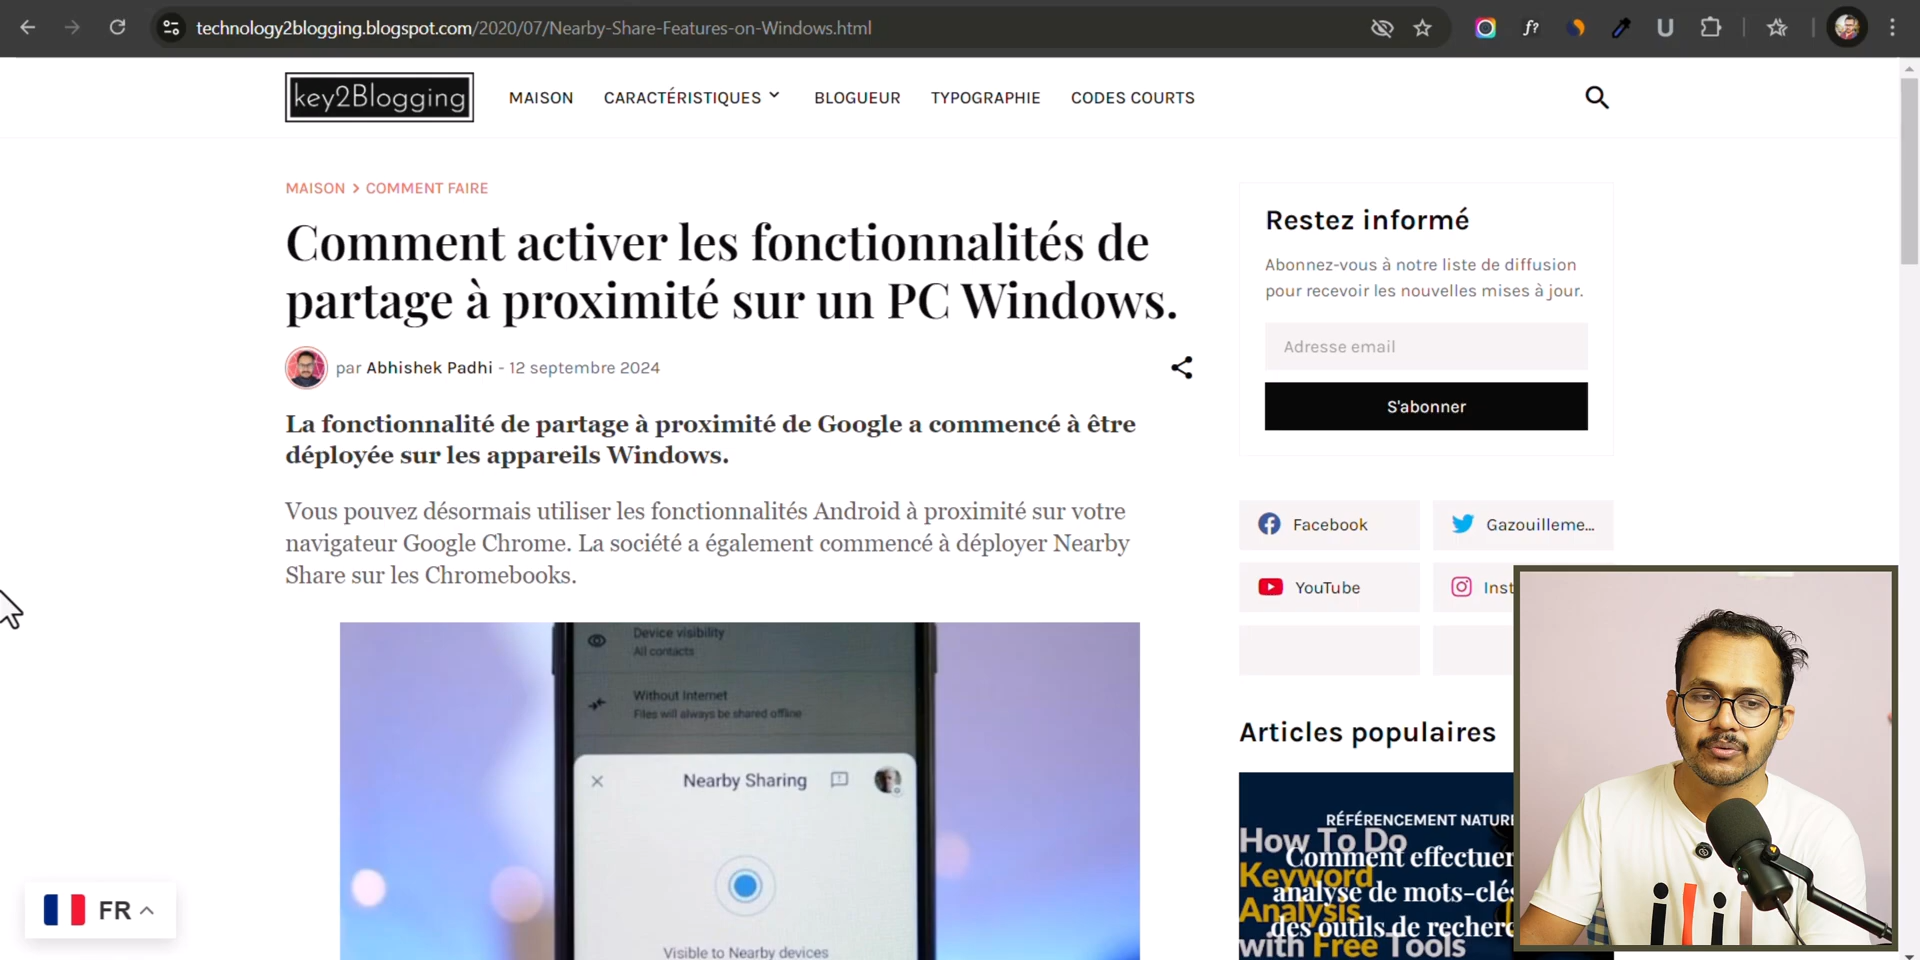 technology2blogging.blogspot.com/2020/07/Nearby-Share-Features-on-Windows.html
f?
U
key2Blogging
MAISON
CARACTÉRISTIQUES
BLOGUEUR
TYPOGRAPHIE
CODES COURTS
MAISON > COMMENT FAIRE
Comment activer les fonctionnalités de
partage à proximité sur un PC Windows.
par Abhishek Padhi - 12 septembre 2024
La fonctionnalité de partage à proximité de Google a commencé à être
déployée sur les appareils Windows.
Vous pouvez désormais utiliser les fonctionnalités Android à proximité sur votre
navigateur Google Chrome. La société a également commencé à déployer Nearby
Share sur les Chromebooks.
Device visibility
All contacts
Without Internet
Files will always be shared offline
Nearby Sharing
Visible to Nearby devices
FR
Restez informé
Abonnez-vous à notre liste de diffusion
pour recevoir les nouvelles mises à jour.
Adresse email
S'abonner
Facebook
Gazouilleme...
YouTube
Inst
Articles populaires
RÉFÉRENCEMENT NATUR
How To Do
Keyword
Analysis
with Free Tools
Comment effectuer
analyse de mots-clés
des outils de recherc